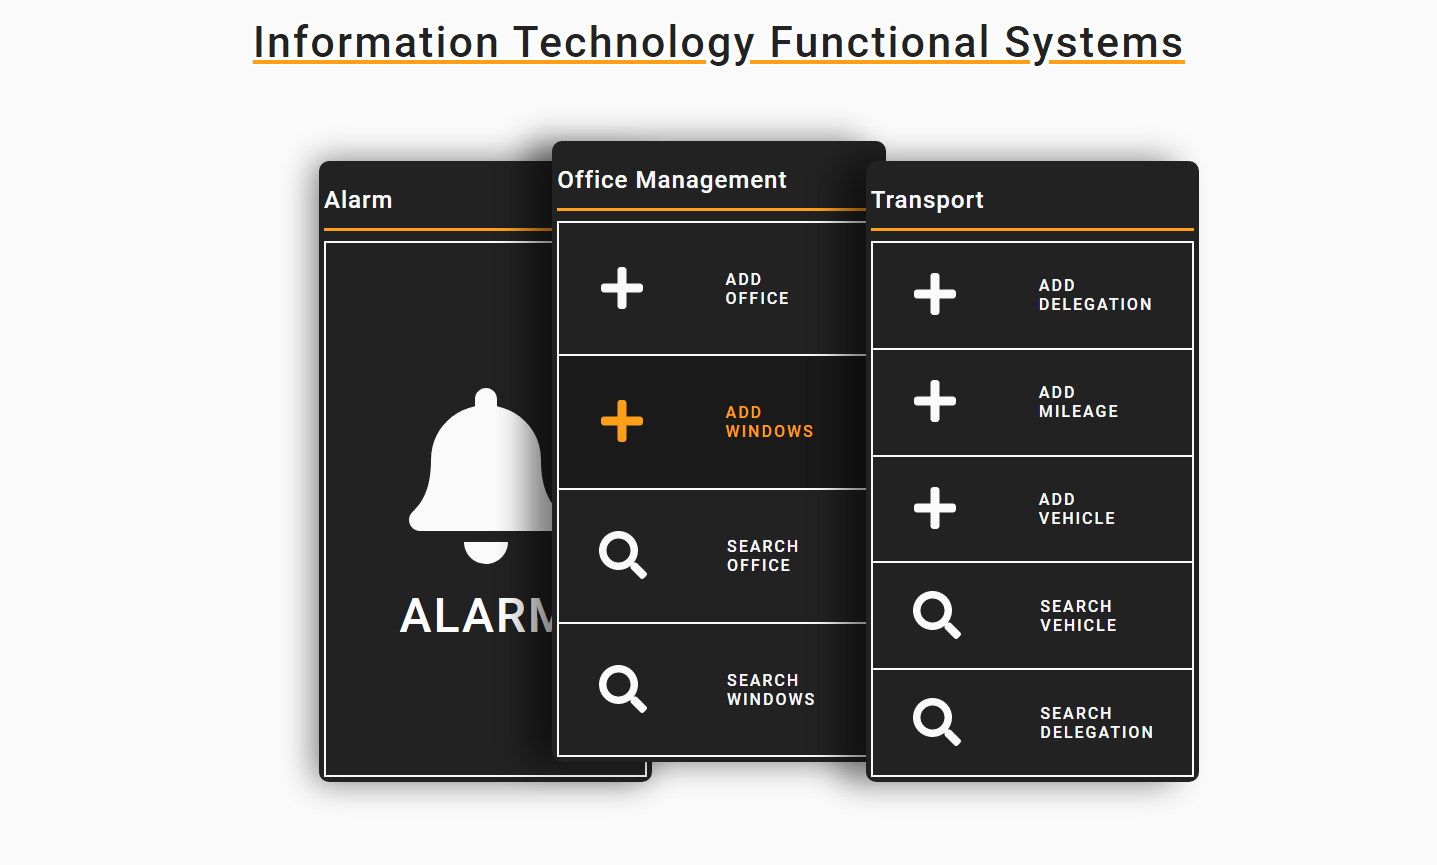 Information Technology Functional Systems
Alarm
ALARM
Office Management
ADD
OFFICE
ADD
WINDOWS
SEARCH
OFFICE
SEARCH
WINDOWS
Transport
ADD
DELEGATION
ADD
MILEAGE
ADD
VEHICLE
SEARCH
VEHICLE
SEARCH
DELEGATION